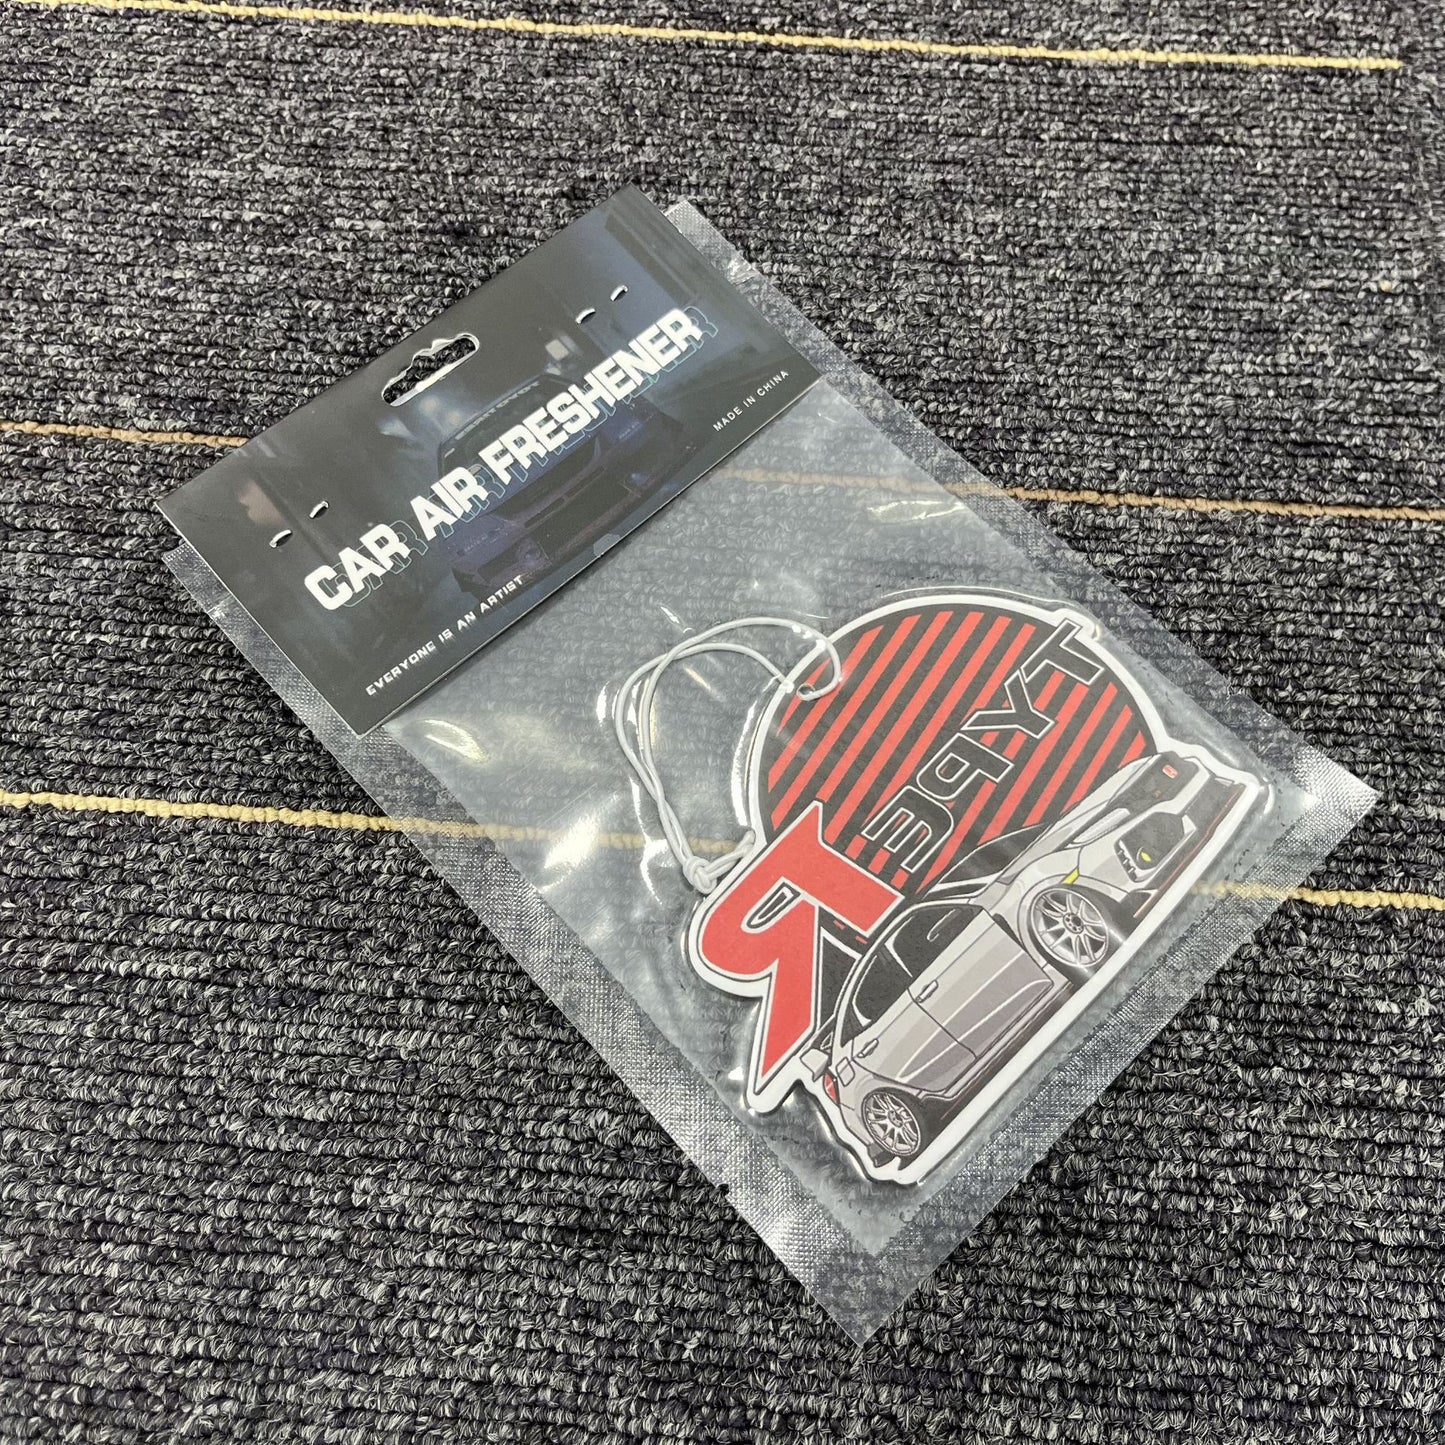 CAR AIR FRESHENER
MADE IN CHINA
EVERYONE IS AN ARTIST
TYPE
R